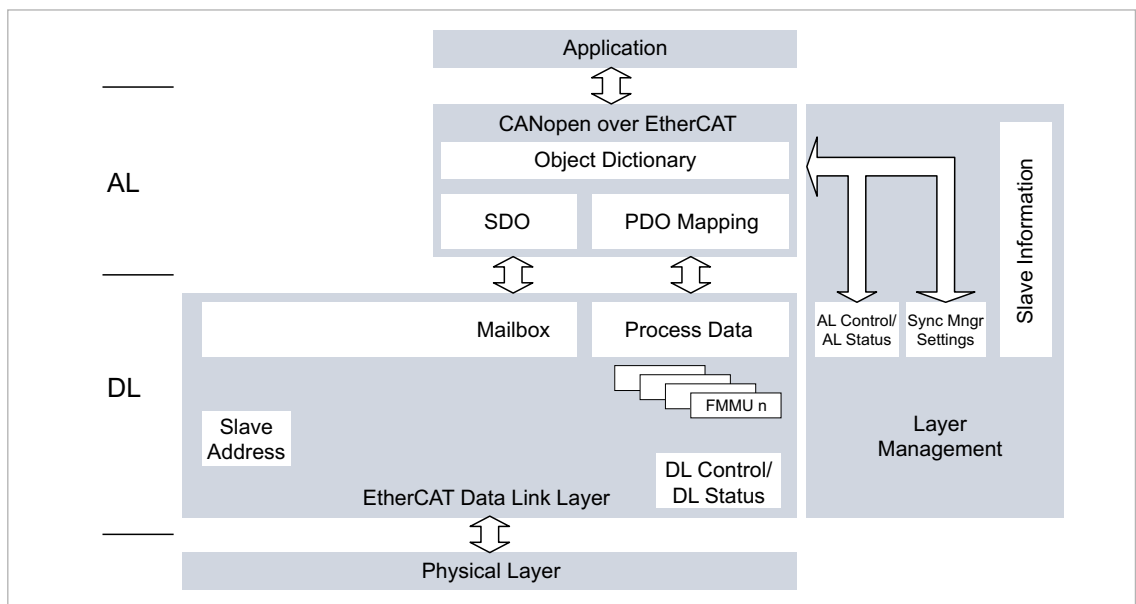 Application
AL
CANopen over EtherCAT
Object Dictionary
SDO
PDO Mapping
Slave Information
AL Control/
AL Status
Sync Mngr
Settings
DL
Mailbox
Process Data
FMMU n
Slave
Address
DL Control/
DL Status
EtherCAT Data Link Layer
Layer
Management
Physical Layer